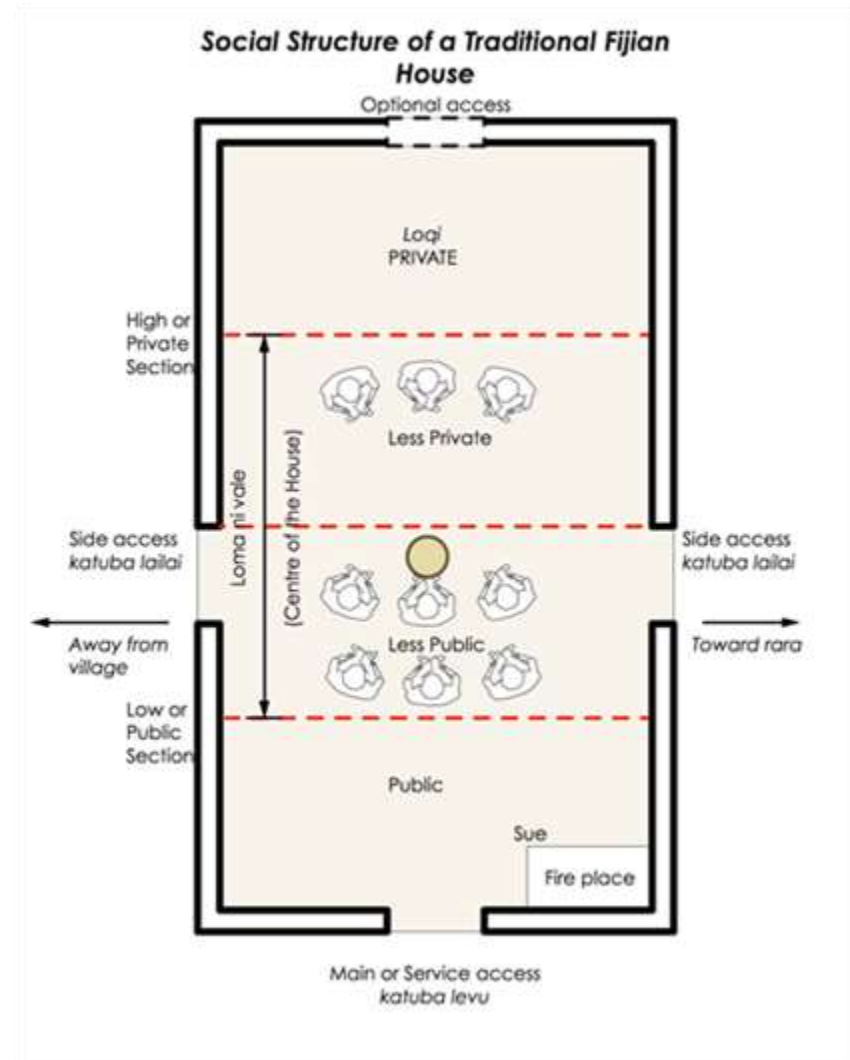 Social Structure of a Traditional Fijian
House
Optional access
Loqi
PRIVATE
High or
Private
Section
Less Private
Loma ni vale
(Centre of the House)
Side access
katuba lailai
Side access
katuba lailai
Away from
village
Less Public
Toward rara
Low or
Public
Section
Public
Sue
Fire place
Main or Service access
katuba levu